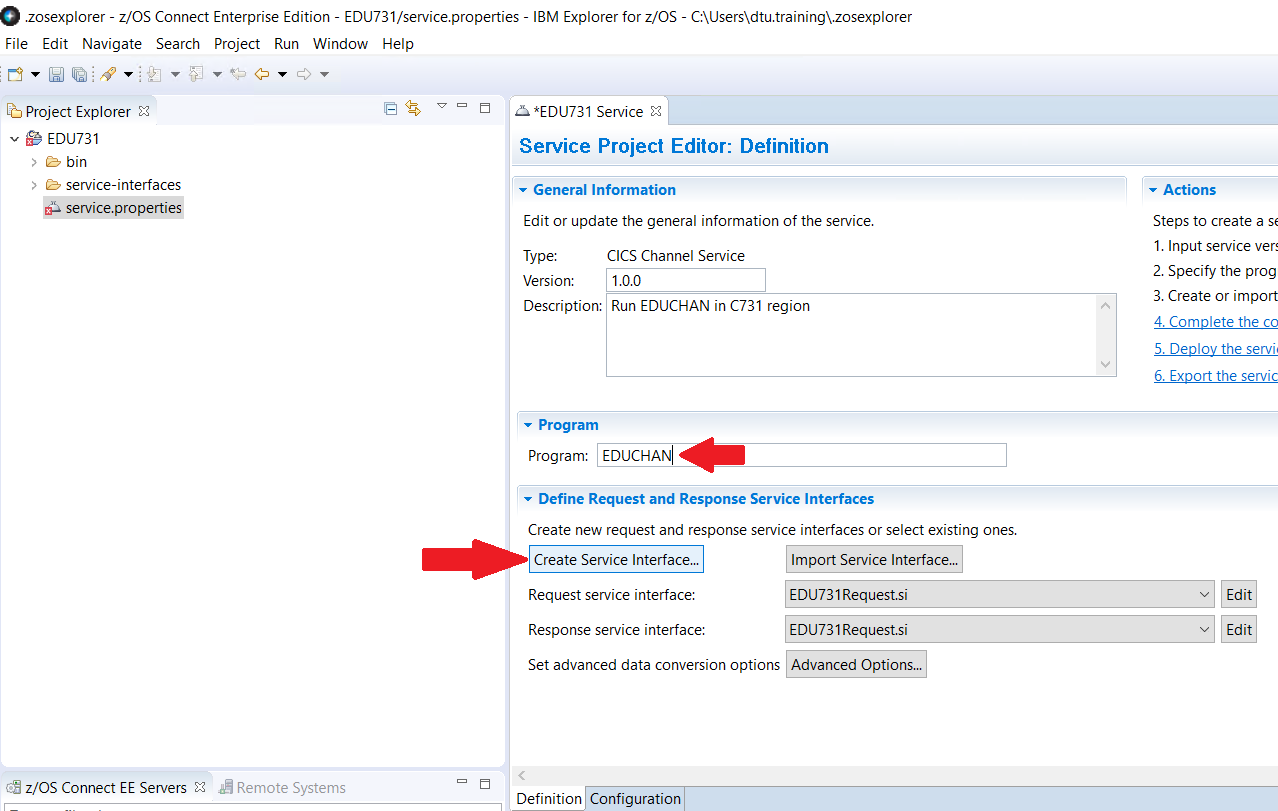 .zosexplorer - z/OS Connect Enterprise Edition - EDU731/service.properties - IBM Explorer for z/OS - C:\Users\dtu.training\.zosexplorer
File Edit Navigate Search Project Run Window Help
Project Explorer
EDU731
bin
service-interfaces
service.properties
*EDU731 Service
Service Project Editor: Definition
General Information
Edit or update the general information of the service.
Type: CICS Channel Service
Version: 1.0.0
Description: Run EDUCHAN in C731 region
Actions
Steps to create a se
1. Input service vers
2. Specify the prog
3. Create or import
4. Complete the co
5. Deploy the servi
6. Export the servic
Program
Program: EDUCHAN
Define Request and Response Service Interfaces
Create new request and response service interfaces or select existing ones.
Create Service Interface... Import Service Interface...
Request service interface: EDU731Request.si Edit
Response service interface: EDU731Request.si Edit
Set advanced data conversion options Advanced Options...
Definition Configuration
z/OS Connect EE Servers Remote Systems